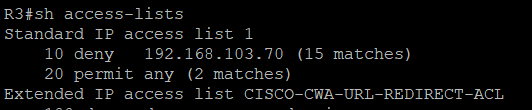 R3#sh access-lists
Standard IP access list 1
    10 deny   192.168.103.70 (15 matches)
    20 permit any (2 matches)
Extended IP access list CISCO-CWA-URL-REDIRECT-ACL